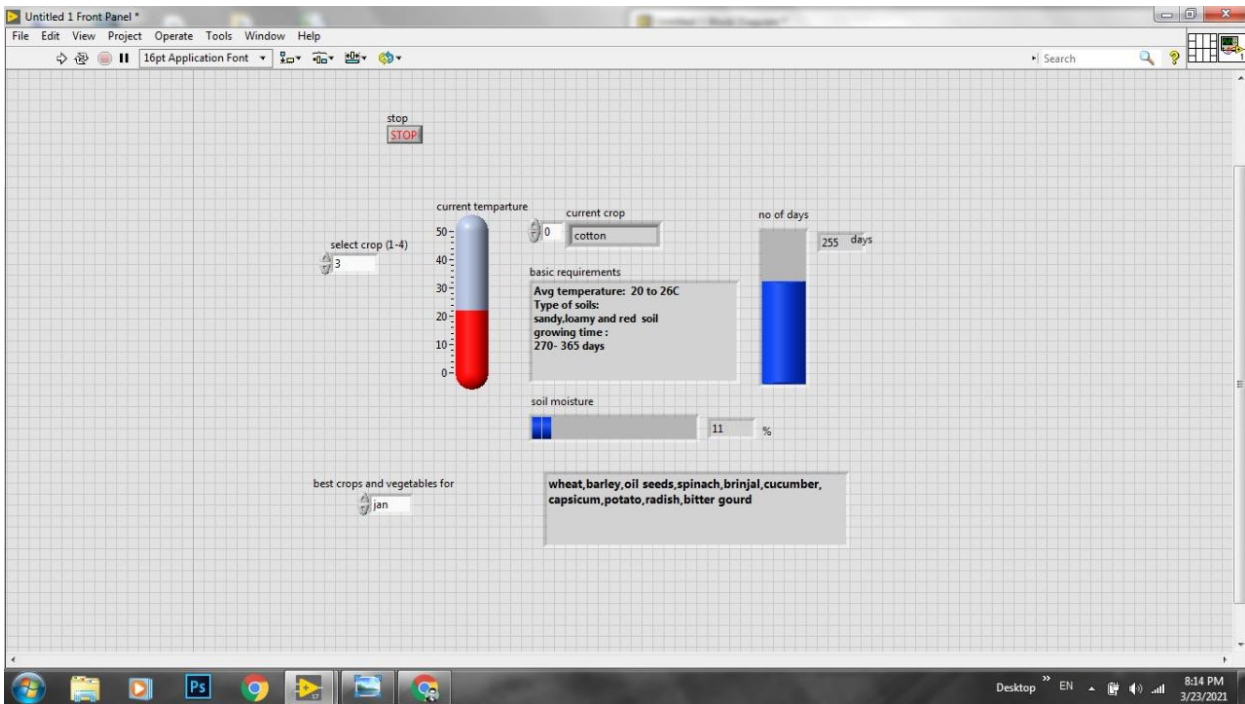 Untitled 1 Front Panel *
File Edit View Project Operate Tools Window Help
16pt Application Font
Search
stop
STOP
current temparture
current crop
no of days
0
cotton
255 days
select crop (1-4)
3
50
40
30
20
10
0
basic requirements
Avg temperature: 20 to 26C
Type of soils:
sandy,loamy and red soil
growing time :
270- 365 days
soil moisture
11 %
best crops and vegetables for
jan
wheat,barley,oil seeds,spinach,brinjal,cucumber,
capsicum,potato,radish,bitter gourd
Ps
17
Desktop
EN
8:14 PM
3/23/2021